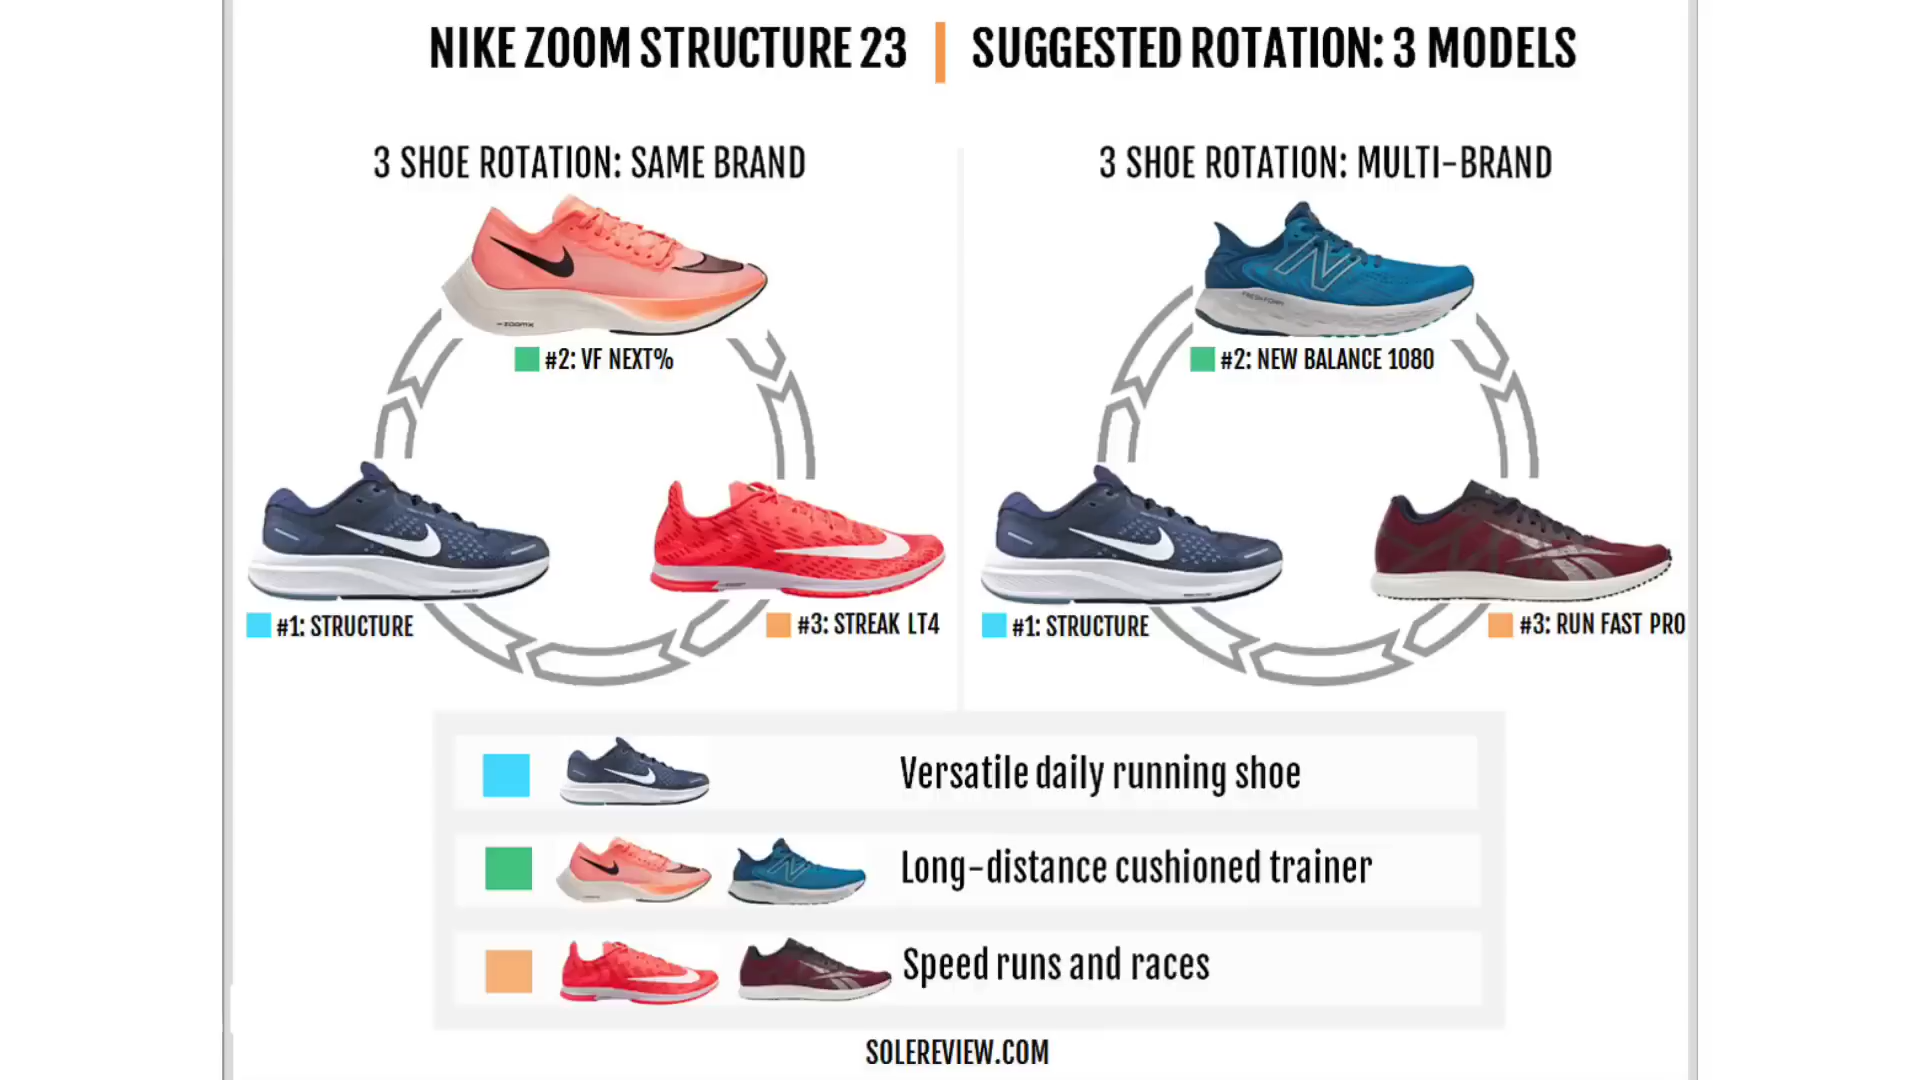 NIKE ZOOM STRUCTURE 23 | SUGGESTED ROTATION: 3 MODELS
3 SHOE ROTATION: SAME BRAND
#2: VF NEXT%
#1: STRUCTURE
#3: STREAK LT4
3 SHOE ROTATION: MULTI-BRAND
#2: NEW BALANCE 1080
#1: STRUCTURE
#3: RUN FAST PRO
Versatile daily running shoe
Long-distance cushioned trainer
Speed runs and races
SOLEREVIEW.COM